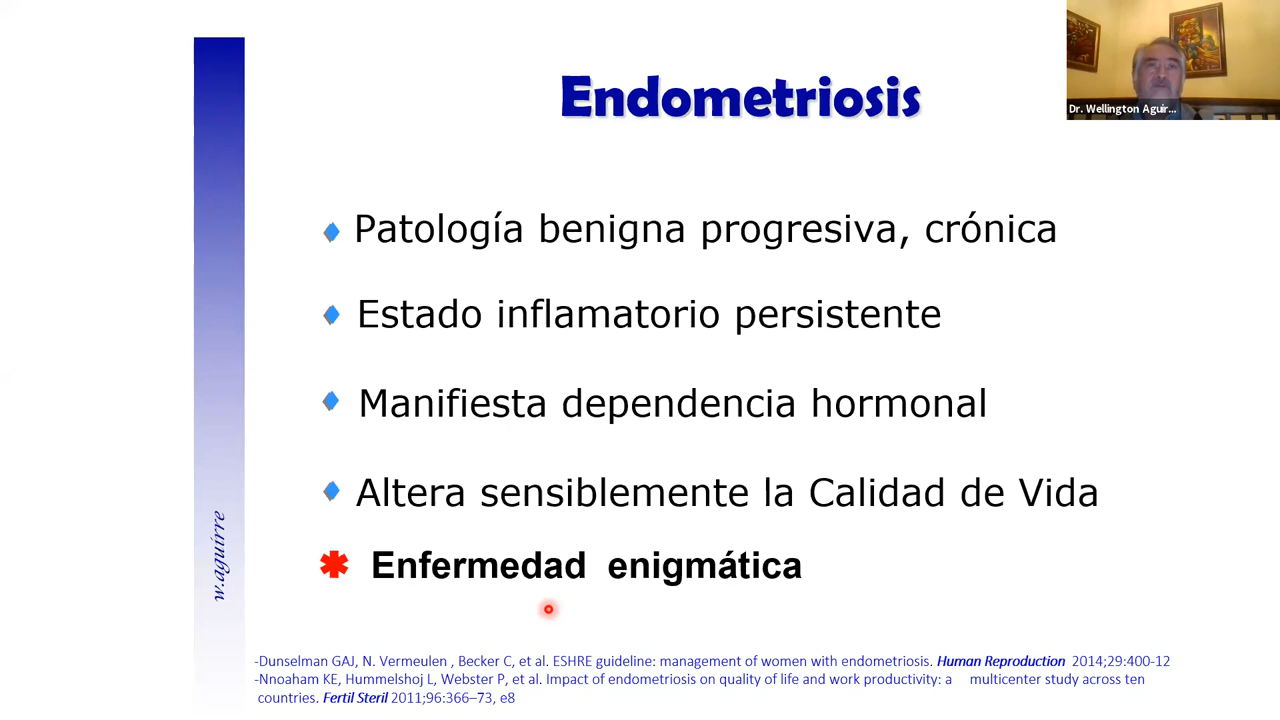 Endometriosis
Dr. Wellington Aguir...
Patología benigna progresiva, crónica
Estado inflamatorio persistente
Manifiesta dependencia hormonal
Altera sensiblemente la Calidad de Vida
Enfermedad enigmática
w.aguirre
-Dunselman GAJ, N. Vermeulen , Becker C, et al. ESHRE guideline: management of women with endometriosis. Human Reproduction 2014;29:400-12
-Nnoaham KE, Hummelshoj L, Webster P, et al. Impact of endometriosis on quality of life and work productivity: a multicenter study across ten
countries. Fertil Steril 2011;96:366–73, e8